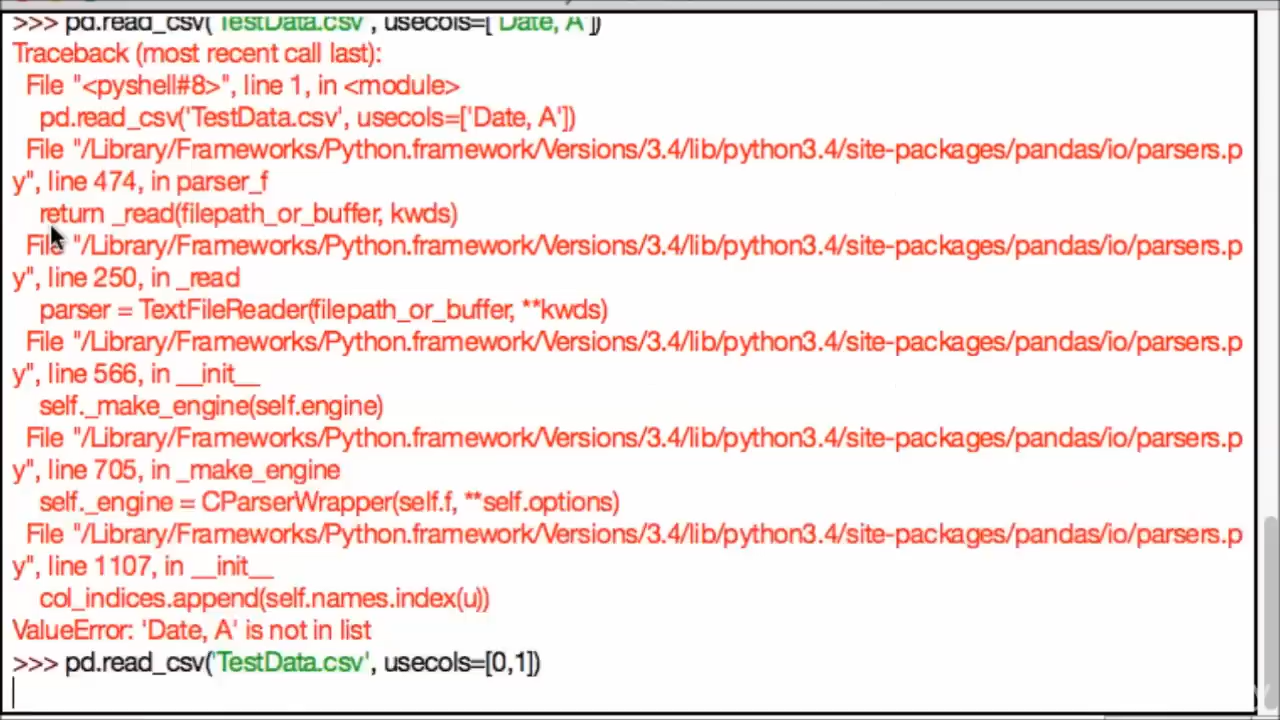 >>> pd.read_csv('TestData.csv', usecols=['Date, A'])
Traceback (most recent call last):
  File "<pyshell#8>", line 1, in <module>
    pd.read_csv('TestData.csv', usecols=['Date, A'])
  File "/Library/Frameworks/Python.framework/Versions/3.4/lib/python3.4/site-packages/pandas/io/parsers.p
y", line 474, in parser_f
    return _read(filepath_or_buffer, kwds)
  File "/Library/Frameworks/Python.framework/Versions/3.4/lib/python3.4/site-packages/pandas/io/parsers.p
y", line 250, in _read
    parser = TextFileReader(filepath_or_buffer, **kwds)
  File "/Library/Frameworks/Python.framework/Versions/3.4/lib/python3.4/site-packages/pandas/io/parsers.p
y", line 566, in __init__
    self._make_engine(self.engine)
  File "/Library/Frameworks/Python.framework/Versions/3.4/lib/python3.4/site-packages/pandas/io/parsers.p
y", line 705, in _make_engine
    self._engine = CParserWrapper(self.f, **self.options)
  File "/Library/Frameworks/Python.framework/Versions/3.4/lib/python3.4/site-packages/pandas/io/parsers.p
y", line 1107, in __init__
    col_indices.append(self.names.index(u))
ValueError: 'Date, A' is not in list
>>> pd.read_csv('TestData.csv', usecols=[0,1])